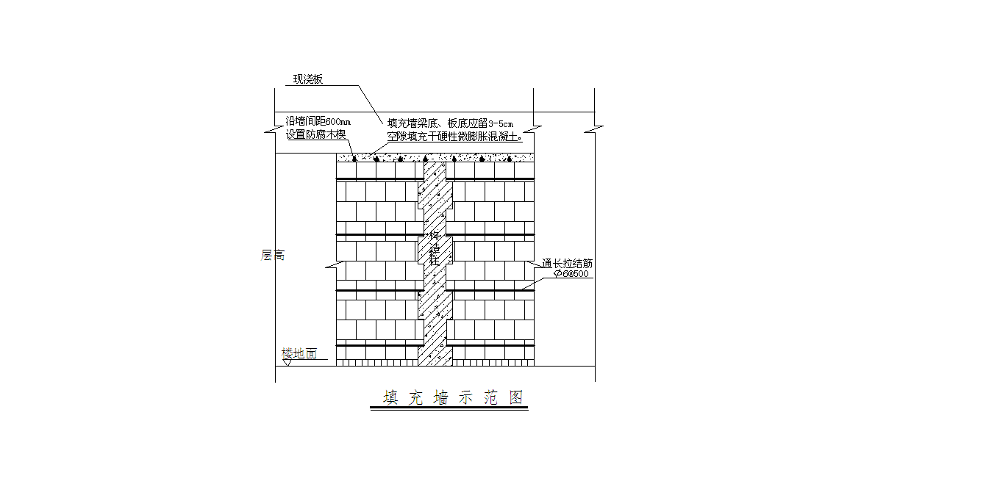 现浇板
沿墙间距600mm
设置防腐木楔
填充墙梁底、板底应留3-5cm
空隙填充干硬性微膨胀混凝土。
构造柱
层高
通长拉结筋
φ6@500
楼地面
填充墙示范图